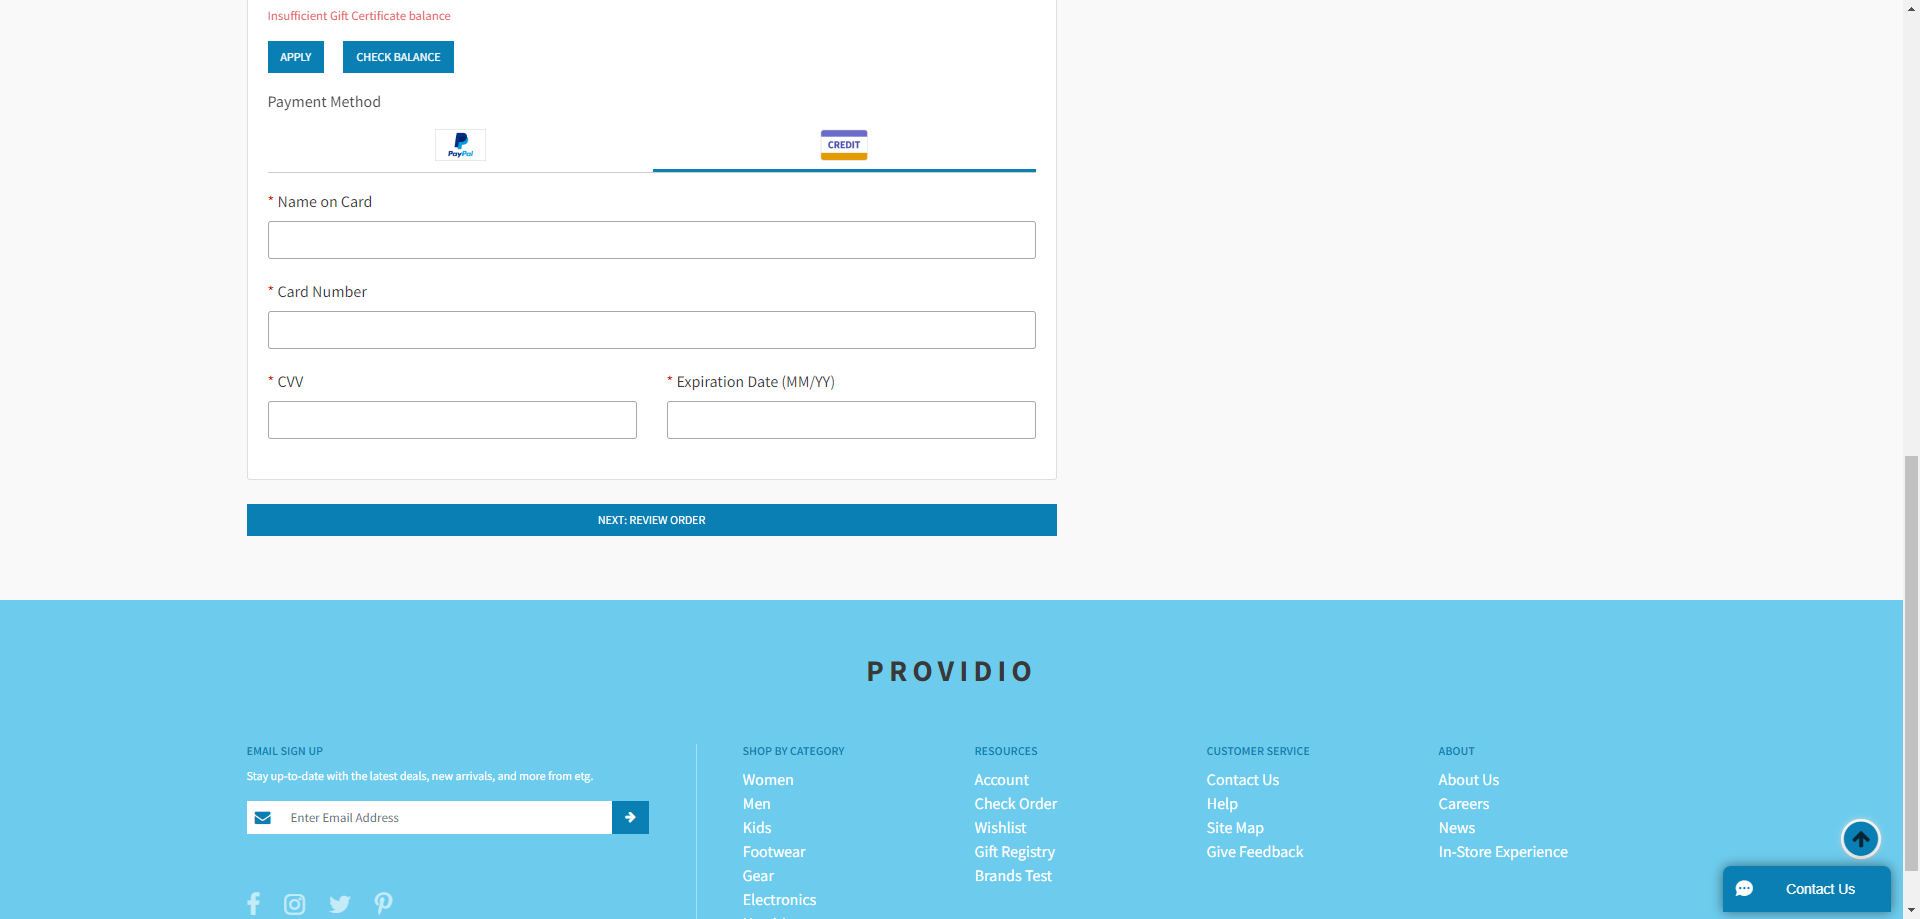 Insufficient Gift Certificate balance
APPLY
CHECK BALANCE
Payment Method
PayPal
CREDIT
* Name on Card
* Card Number
* CVV
* Expiration Date (MM/YY)
NEXT: REVIEW ORDER
PROVIDIO
EMAIL SIGN UP
Stay up-to-date with the latest deals, new arrivals, and more from etg.
Enter Email Address
SHOP BY CATEGORY
Women
Men
Kids
Footwear
Gear
Electronics
RESOURCES
Account
Check Order
Wishlist
Gift Registry
Brands Test
CUSTOMER SERVICE
Contact Us
Help
Site Map
Give Feedback
ABOUT
About Us
Careers
News
In-Store Experience
Contact Us